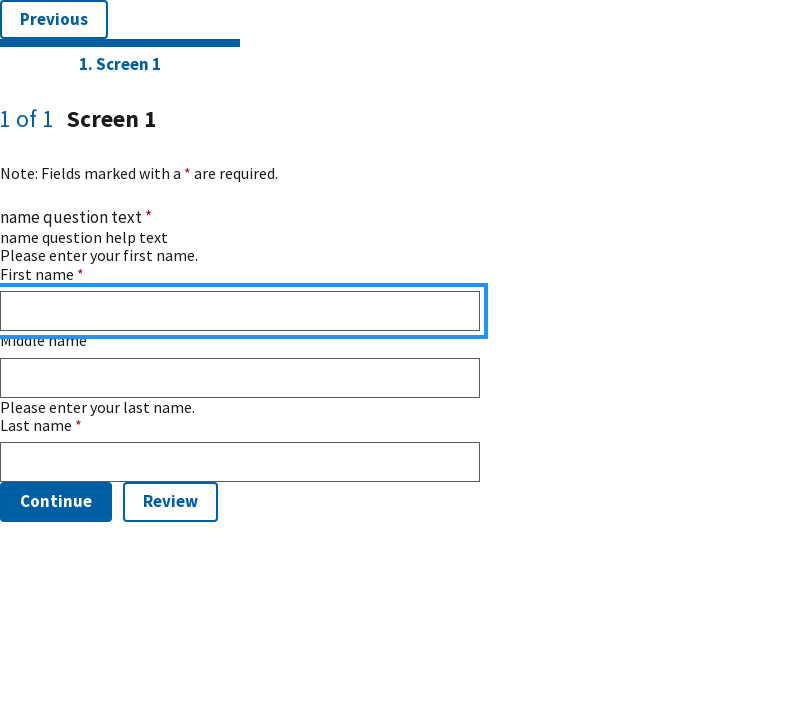 Previous
1. Screen 1
1 of 1 Screen 1
Note: Fields marked with a * are required.
name question text *
name question help text
Please enter your first name.
First name *
Middle name
Please enter your last name.
Last name *
Continue Review